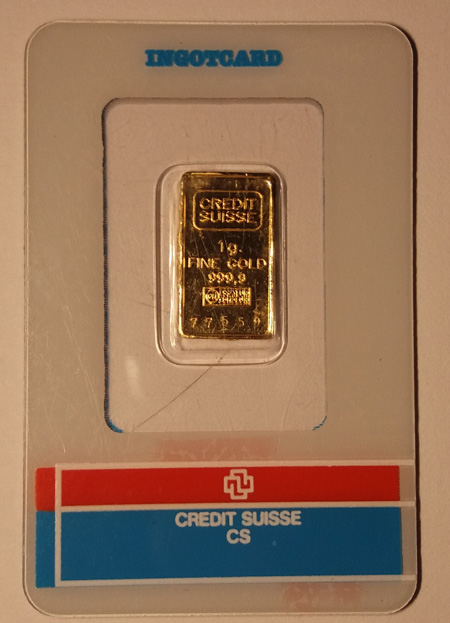 INGOTCARD
CREDIT
SUISSE
1g.
FINE GOLD
999,9
CREDIT SUISSE
CS